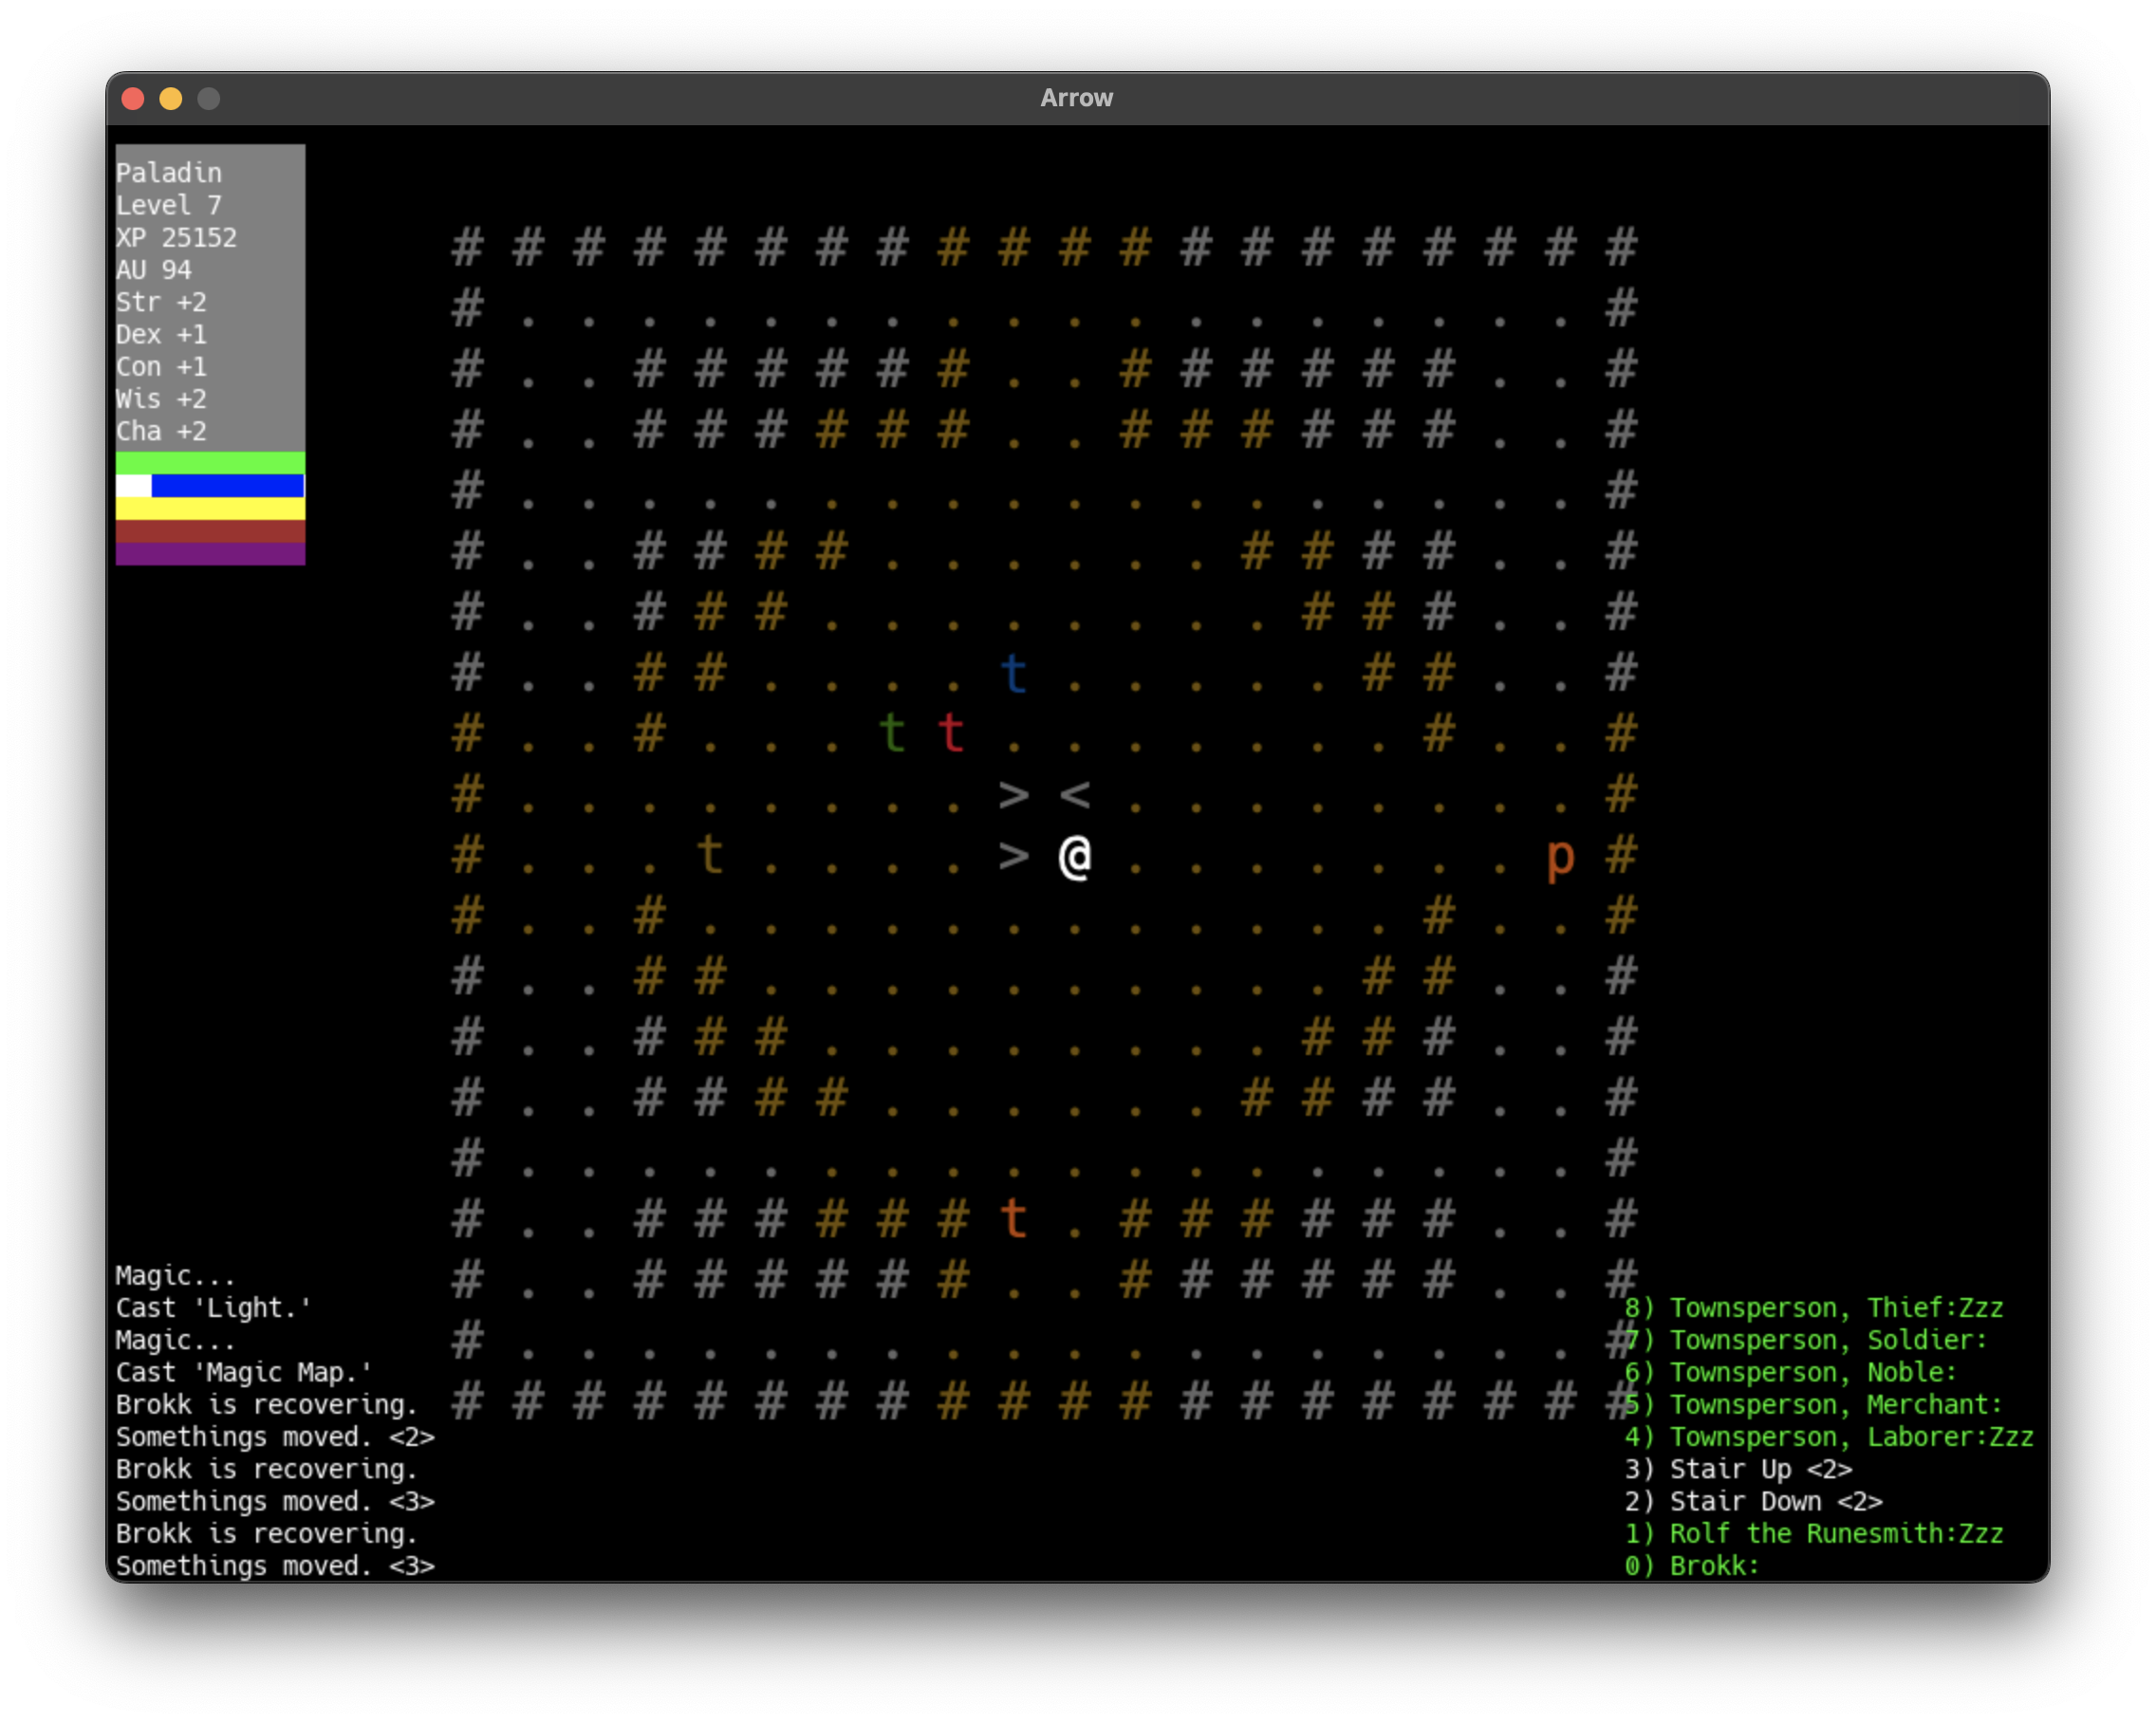 Arrow
Paladin
Level 7
XP 25152
AU 94
Str +2
Dex +1
Con +1
Wis +2
Cha +2
# # # # # # # # # # # # # # # # # # # #
# . . . . . . . . . . . . . . . . . . #
# . . # # # # # # . . # # # # # # . . #
# . . # # # # # # . . # # # # # # . . #
# . . . . . . . . . . . . . . . . . . #
# . . # # # # . . . . . . # # # # . . #
# . . # # # . . . . . . . . # # # . . #
# . . # # . . . . t . . . . . # # . . #
# . . # . . . t t . . . . . . . # . . #
# . . . . . . . . > < . . . . . . . . #
# . . . t . . . . > @ . . . . . . . p #
# . . # . . . . . . . . . . . . # . . #
# . . # # . . . . . . . . . . # # . . #
# . . # # # . . . . . . . . # # # . . #
# . . # # # # . . . . . . # # # # . . #
# . . . . . . . . . . . . . . . . . . #
# . . # # # # # # t . # # # # # # . . #
# . . # # # # # # . . # # # # # # . . #
# . . . . . . . . . . . . . . . . . . #
# # # # # # # # # # # # # # # # # # # #
Magic...
Cast 'Light.'
Magic...
Cast 'Magic Map.'
Brokk is recovering.
Somethings moved. <2>
Brokk is recovering.
Somethings moved. <3>
Brokk is recovering.
Somethings moved. <3>
8) Townsperson, Thief:Zzz
7) Townsperson, Soldier:
6) Townsperson, Noble:
5) Townsperson, Merchant:
4) Townsperson, Laborer:Zzz
3) Stair Up <2>
2) Stair Down <2>
1) Rolf the Runesmith:Zzz
0) Brokk: